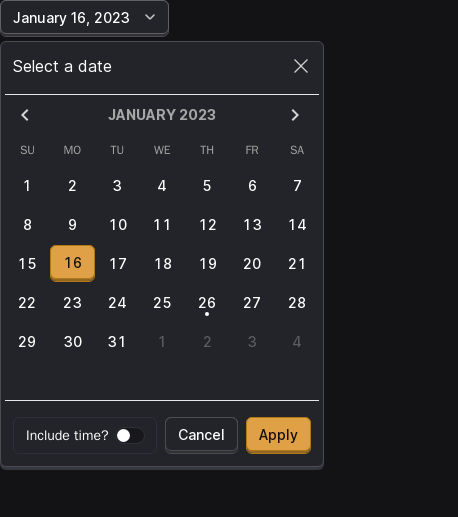 January 16, 2023
Select a date
JANUARY 2023
SU MO TU WE TH FR SA
1 2 3 4 5 6 7
8 9 10 11 12 13 14
15 16 17 18 19 20 21
22 23 24 25 26 27 28
29 30 31 1 2 3 4
Include time? Cancel Apply